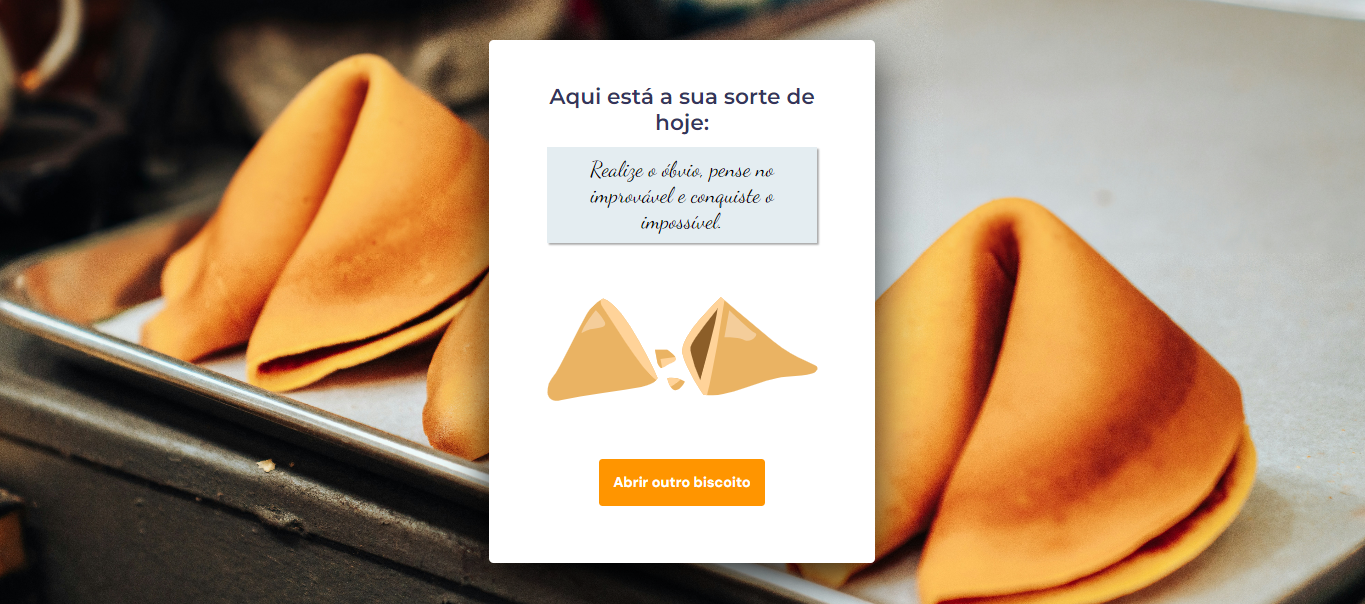 Aqui está a sua sorte de
hoje:
Realize o óbvio, pense no
improvável e conquiste o
impossível.
Abrir outro biscoito